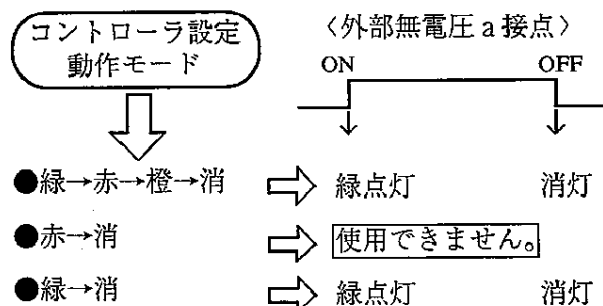 コントローラ設定
動作モード
〈外部無電圧 a 接点〉
ON OFF
●緑→赤→橙→消 緑点灯 消灯
●赤→消 使用できません。
●緑→消 緑点灯 消灯